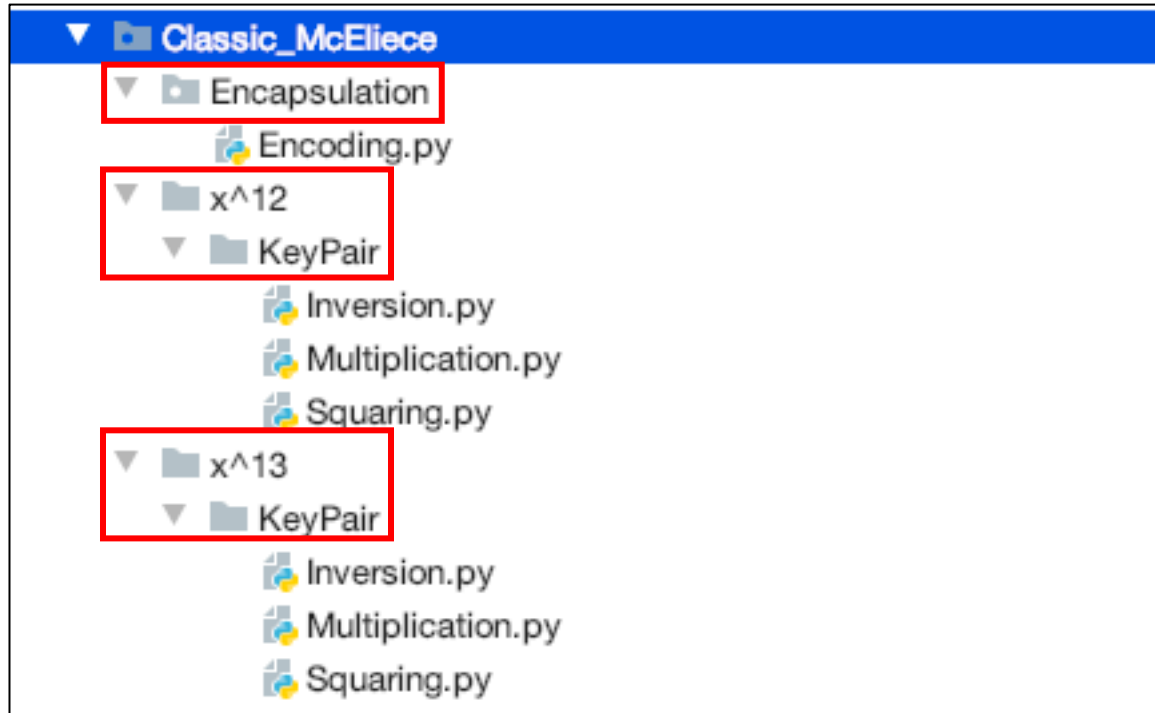 Classic_McEliece
Encapsulation
Encoding.py
x^12
KeyPair
Inversion.py
Multiplication.py
Squaring.py
x^13
KeyPair
Inversion.py
Multiplication.py
Squaring.py